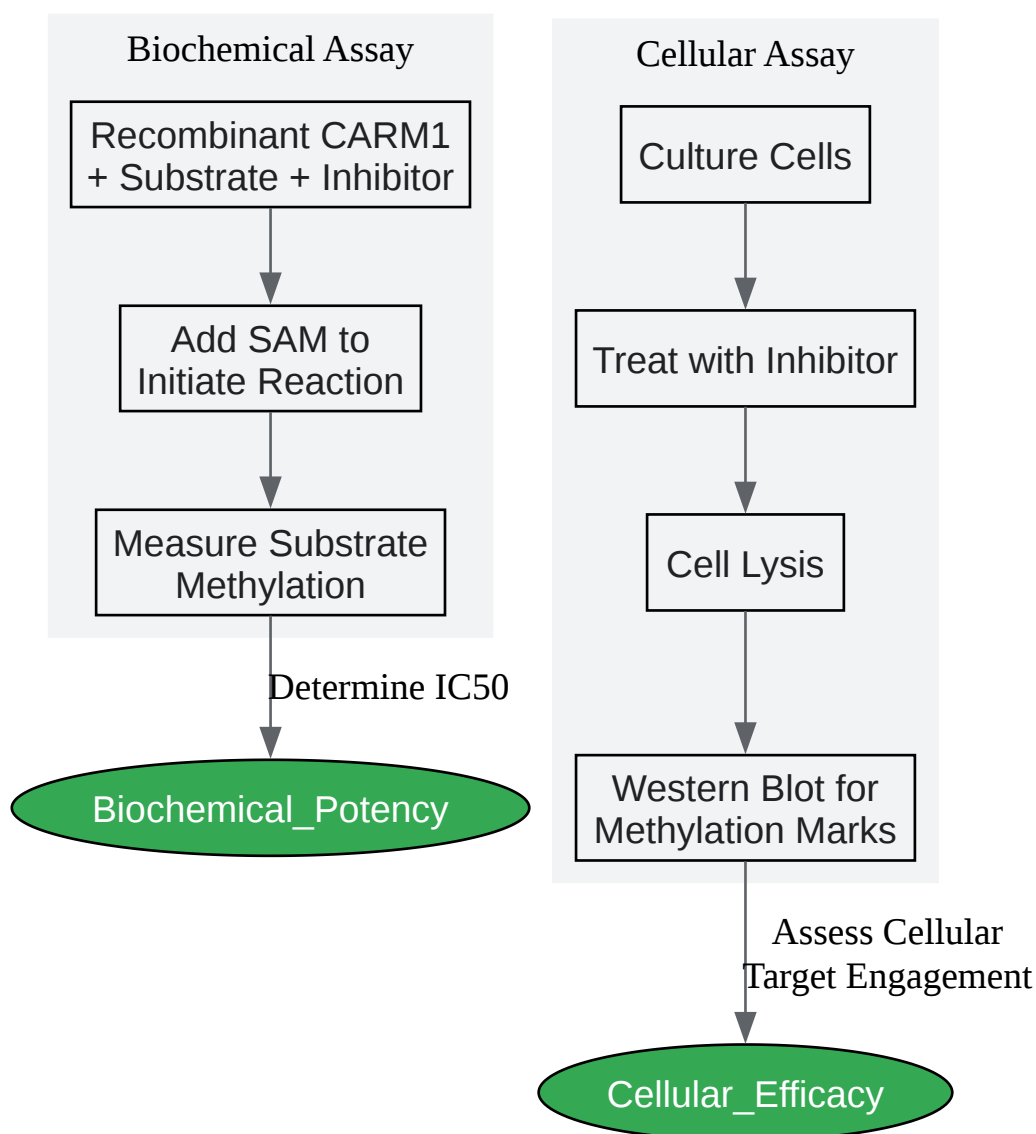 Biochemical Assay
Recombinant CARM1
+ Substrate + Inhibitor
Add SAM to
Initiate Reaction
Measure Substrate
Methylation
Determine IC50
Biochemical_Potency
Cellular Assay
Culture Cells
Treat with Inhibitor
Cell Lysis
Western Blot for
Methylation Marks
Assess Cellular
Target Engagement
Cellular_Efficacy